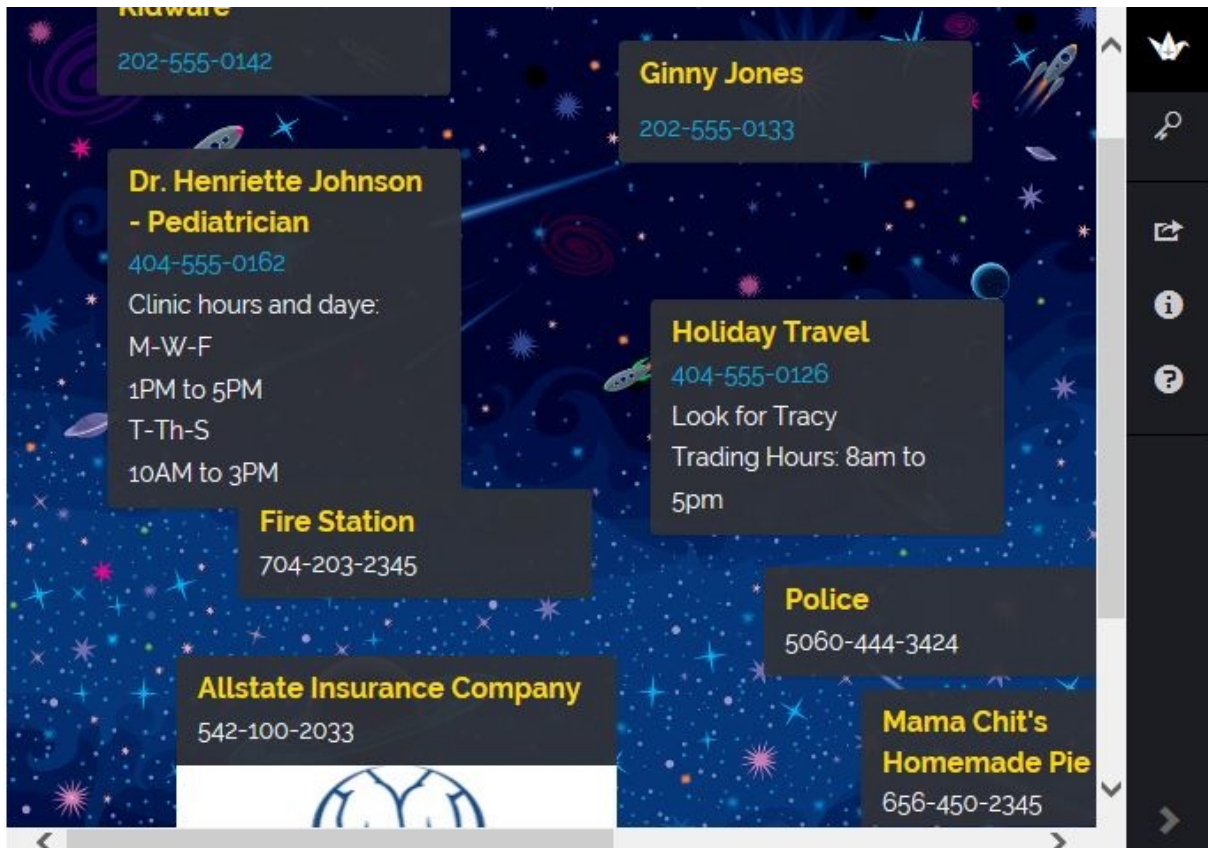 Kidware
202-555-0142
Ginny Jones
202-555-0133
Dr. Henriette Johnson
- Pediatrician
404-555-0162
Clinic hours and daye:
M-W-F
1PM to 5PM
T-Th-S
10AM to 3PM
Holiday Travel
404-555-0126
Look for Tracy
Trading Hours: 8am to
5pm
Fire Station
704-203-2345
Police
5060-444-3424
Allstate Insurance Company
542-100-2033
Mama Chit's
Homemade Pie
656-450-2345